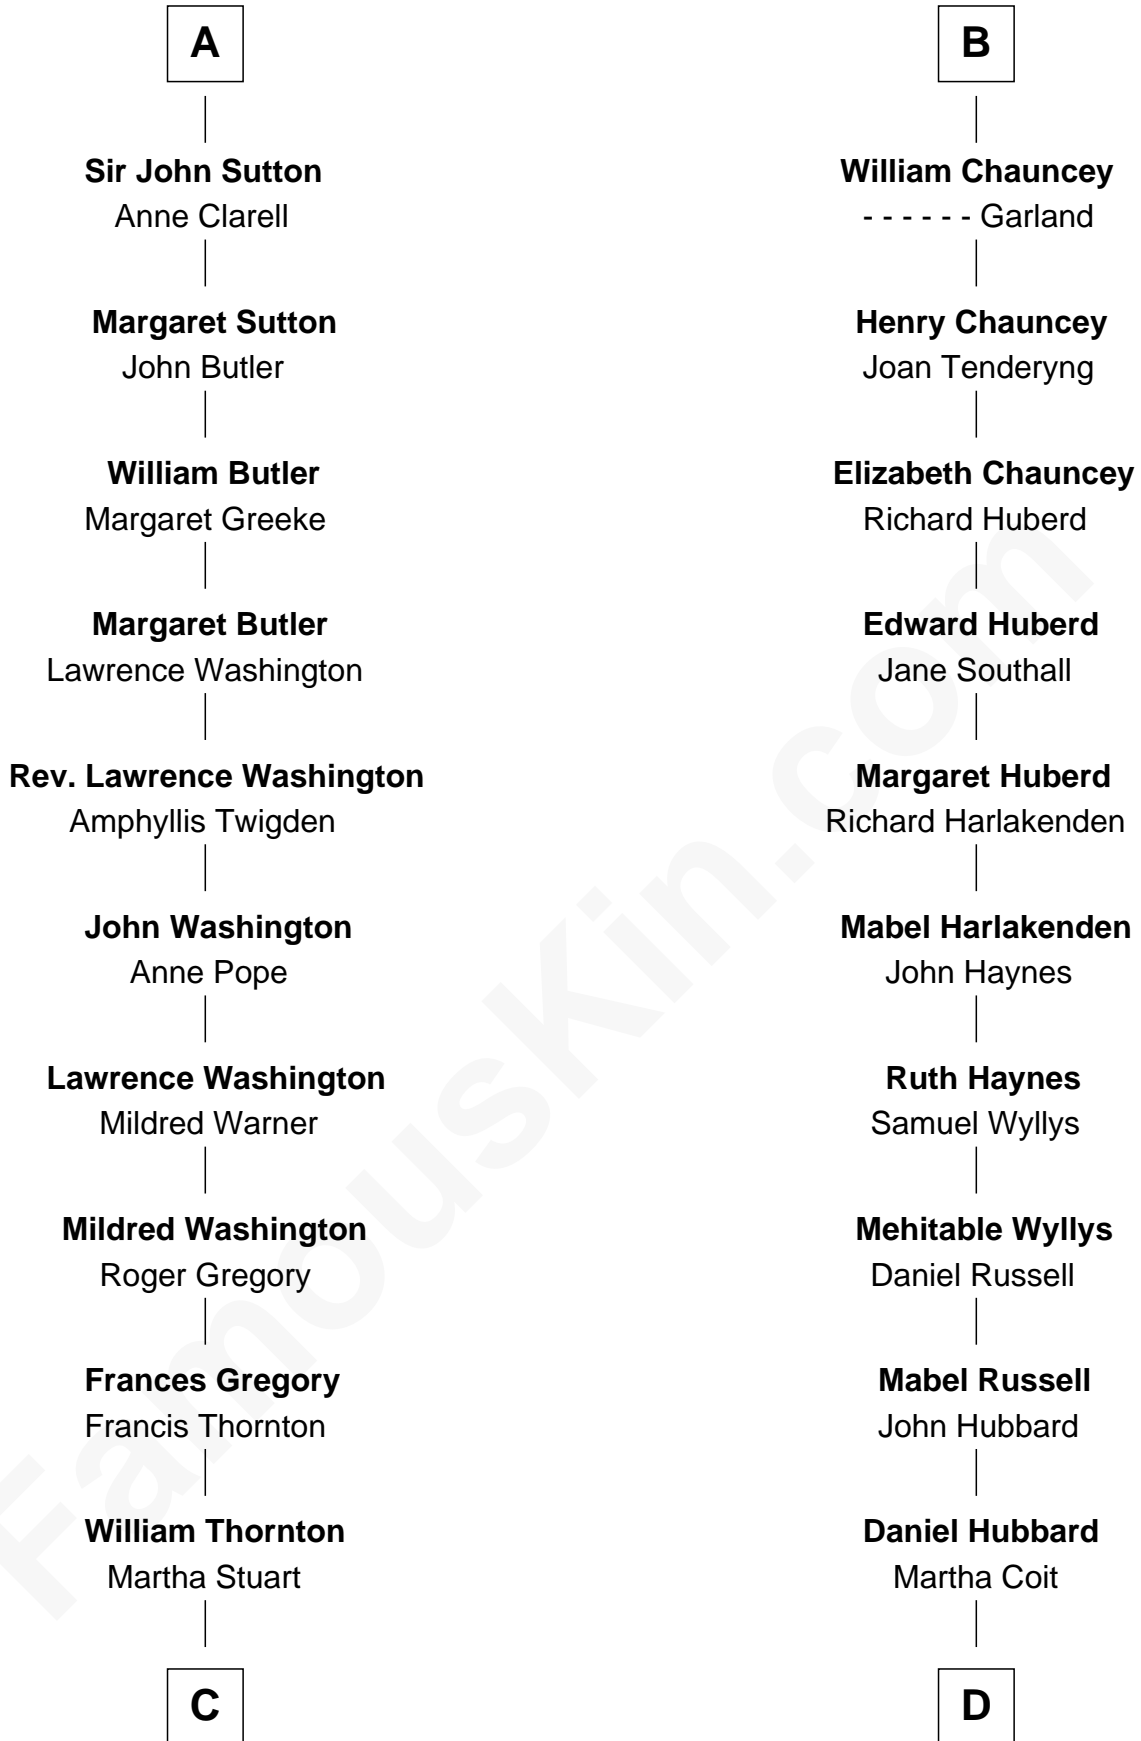 A
Sir John Sutton
Anne Clarell
Margaret Sutton
John Butler
William Butler
Margaret Greeke
Margaret Butler
Lawrence Washington
Rev. Lawrence Washington
Amphyllis Twigden
John Washington
Anne Pope
Lawrence Washington
Mildred Warner
Mildred Washington
Roger Gregory
Frances Gregory
Francis Thornton
William Thornton
Martha Stuart
C
B
William Chauncey
- - - - - - Garland
Henry Chauncey
Joan Tenderyng
Elizabeth Chauncey
Richard Huberd
Edward Huberd
Jane Southall
Margaret Huberd
Richard Harlakenden
Mabel Harlakenden
John Haynes
Ruth Haynes
Samuel Wyllys
Mehitable Wyllys
Daniel Russell
Mabel Russell
John Hubbard
Daniel Hubbard
Martha Coit
D
FamousKin.com